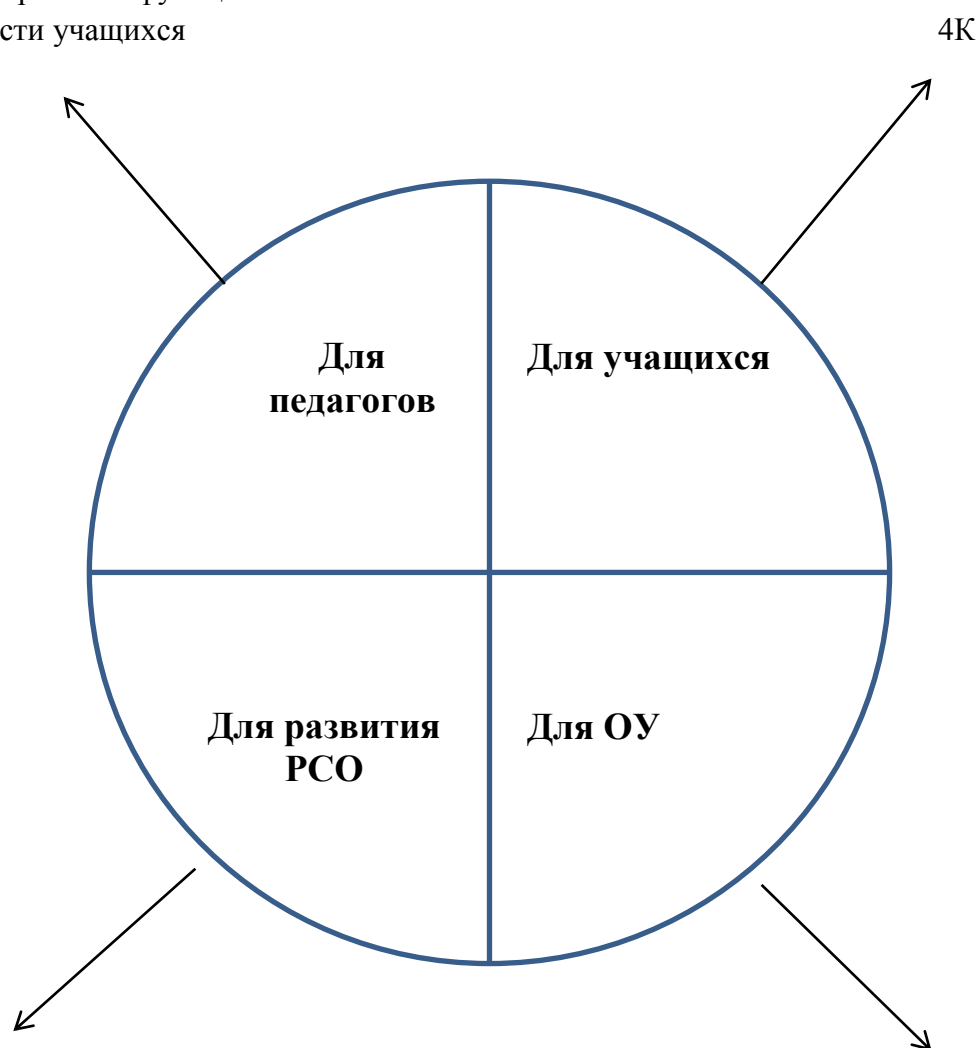 сти учащихся 4К
Для Для учащихся
педагогов
Для развития Для ОУ
РСО